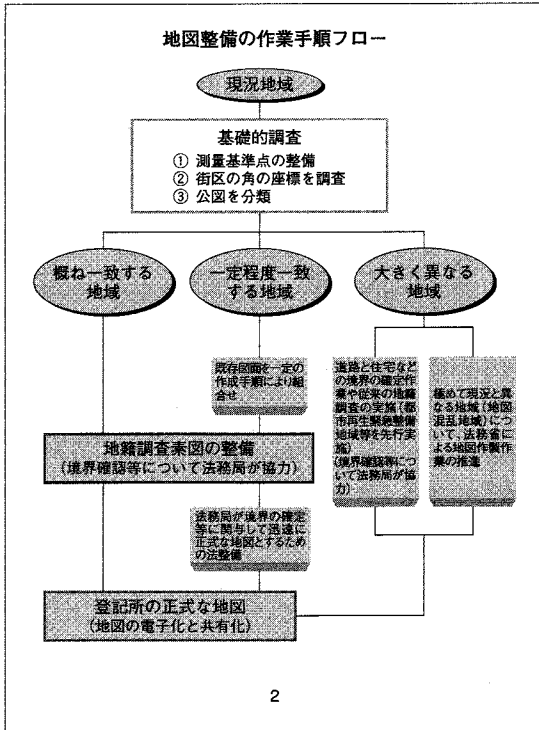 地図整備の作業手順フロー
現況地域
基礎的調査
① 測量基準点の整備
② 街区の角の座標を調査
③ 公図を分類
概ね一致する
地域
一定程度一致
する地域
大きく異なる
地域
既存図面を一定の
作成手順により組
合せ
道路と住宅など
の境界の確定作
業や従来の地籍
調査の実施(都
市再生緊急整備
地域等を先行実
施)
(境界確認等につ
いて法務局が協
力)
極めて現況と異
なる地域(地図
混乱地域)につ
いて、法務省に
よる地図作製作
業の推進
地籍調査素図の整備
(境界確認等について法務局が協力)
法務局が境界の確定
等に関与して迅速に
正式な地図とするため
の法整備
登記所の正式な地図
(地図の電子化と共有化)
2